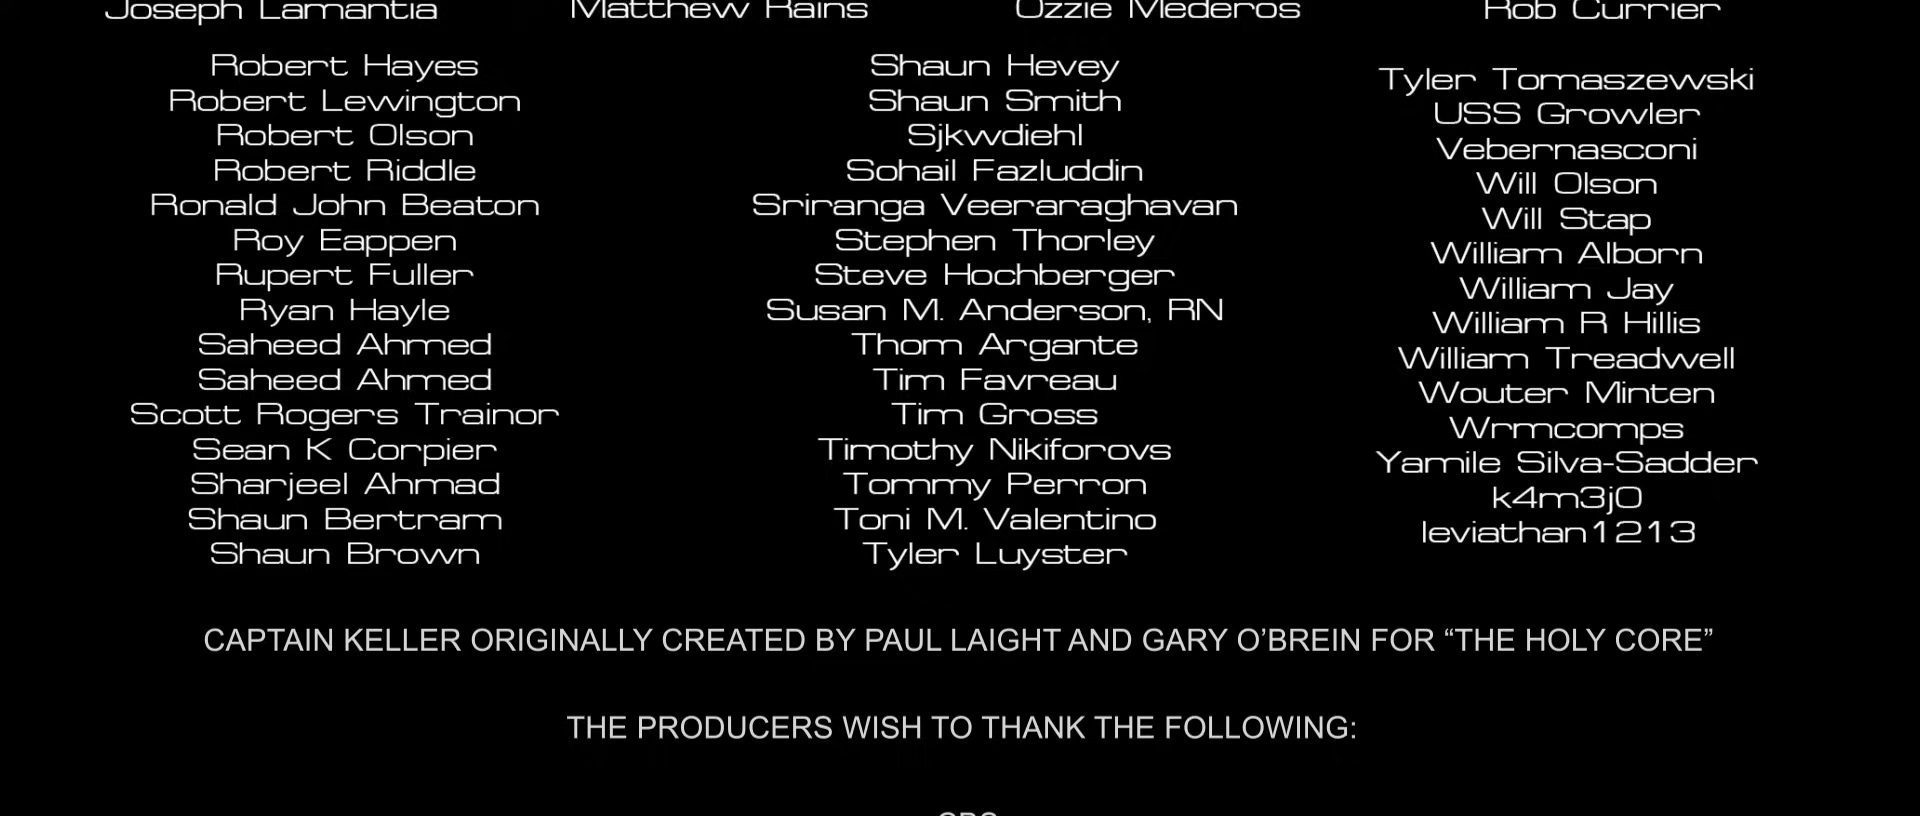 Joseph Lamantia Matthew Rains Ozzie Mederos Rob Currier
Robert Hayes
Robert Lewington
Robert Olson
Robert Riddle
Ronald John Beaton
Roy Eappen
Rupert Fuller
Ryan Hayle
Saheed Ahmed
Saheed Ahmed
Scott Rogers Trainor
Sean K Corpier
Sharjeel Ahmad
Shaun Bertram
Shaun Brown
Shaun Hevey
Shaun Smith
Sjkwdiehl
Sohail Fazluddin
Sriranga Veeraraghavan
Stephen Thorley
Steve Hochberger
Susan M. Anderson, RN
Thom Argante
Tim Favreau
Tim Gross
Timothy Nikiforovs
Tommy Perron
Toni M. Valentino
Tyler Luyster
Tyler Tomaszewski
USS Growler
Vebernasconi
Will Olson
Will Stap
William Alborn
William Jay
William R Hillis
William Treadwell
Wouter Minten
Wrmcomps
Yamile Silva-Sadder
k4m3j0
leviathan1213
CAPTAIN KELLER ORIGINALLY CREATED BY PAUL LAIGHT AND GARY O’BREIN FOR “THE HOLY CORE”
THE PRODUCERS WISH TO THANK THE FOLLOWING: